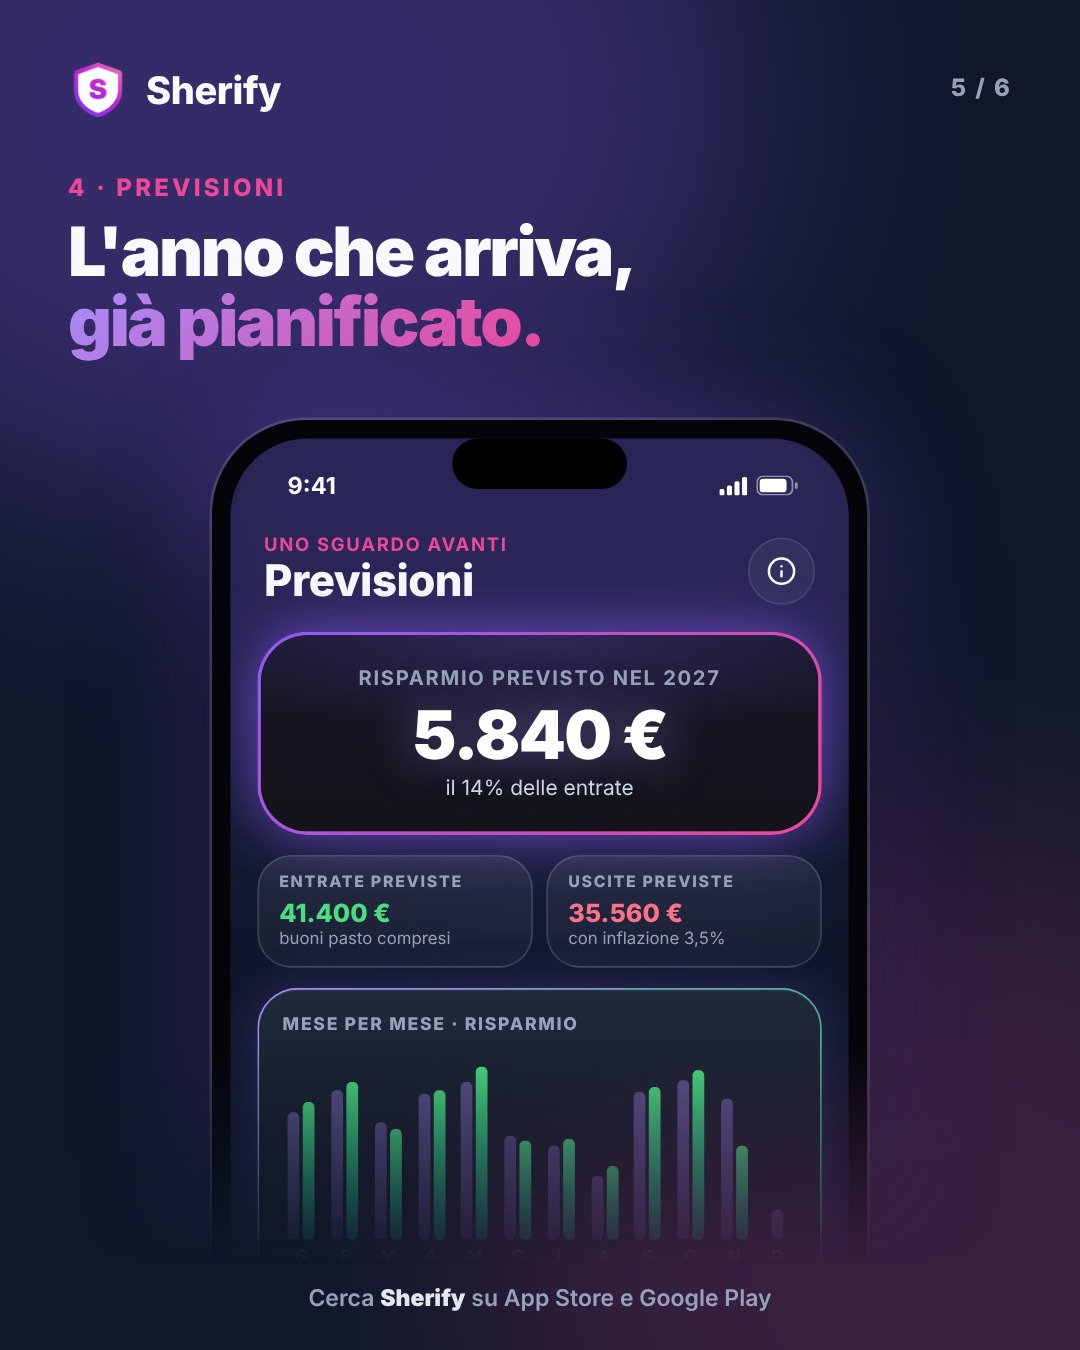 S
Sherify
5 / 6
4 · PREVISIONI
L'anno che arriva,
già pianificato.
9:41
UNO SGUARDO AVANTI
Previsioni
RISPARMIO PREVISTO NEL 2027
5.840 €
il 14% delle entrate
ENTRATE PREVISTE
41.400 €
buoni pasto compresi
USCITE PREVISTE
35.560 €
con inflazione 3,5%
MESE PER MESE · RISPARMIO
G F M A M G L A S O N D
Cerca Sherify su App Store e Google Play